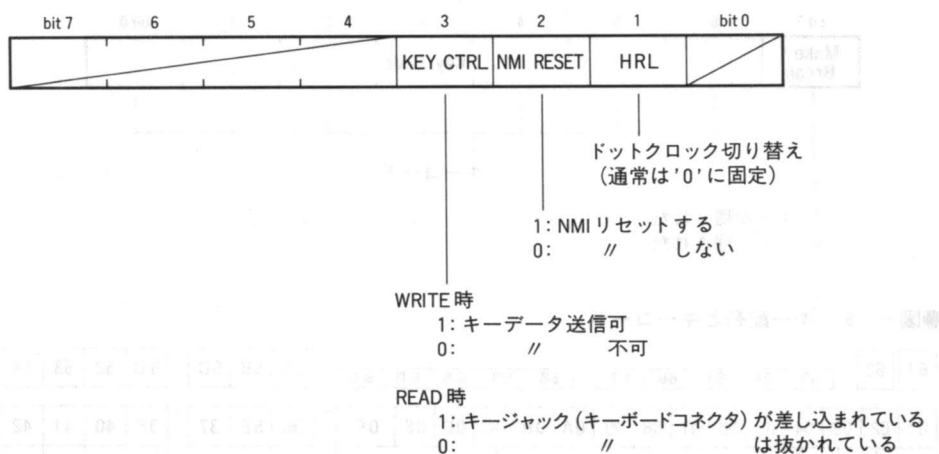 bit 7 6 5 4 3 2 1 bit 0
KEY CTRL NMI RESET HRL
ドットクロック切り替え
(通常は'0'に固定)
1: NMIリセットする
0: 〃 しない
WRITE時
1: キーデータ送信可
0: 〃 不可
READ時
1: キージャック(キーボードコネクタ)が差し込まれている
0: 〃 は抜かれている